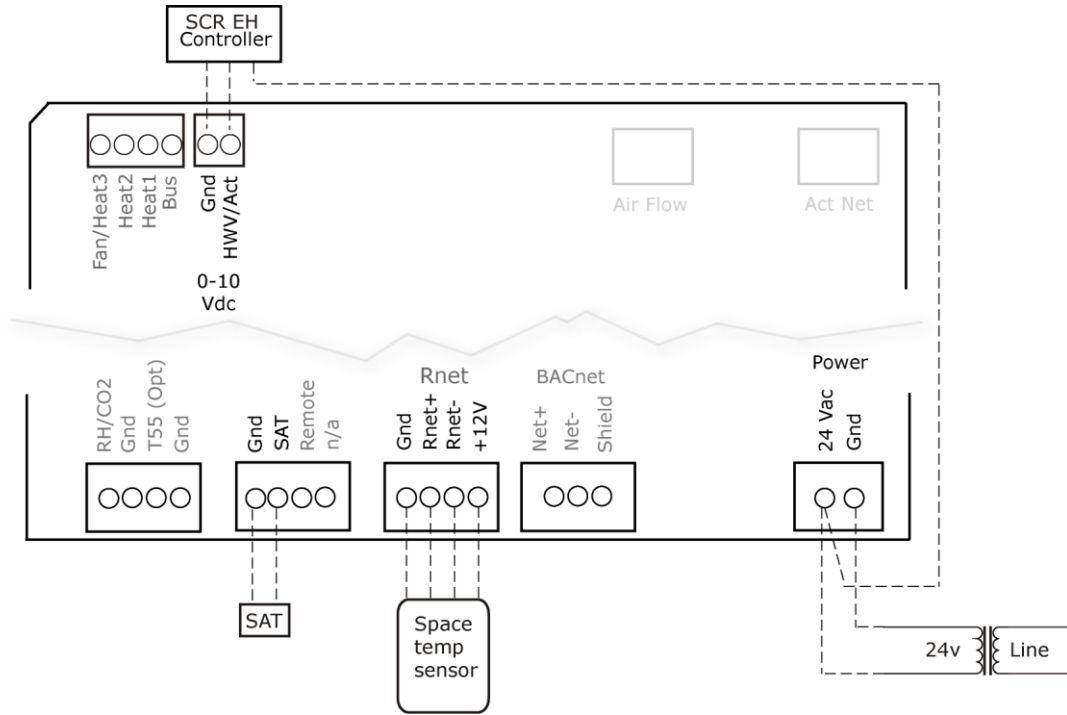 SCR EH
Controller
Fan/Heat3
Heat2
Heat1
Bus
Gnd
HWV/Act
0-10
Vdc
Air Flow
Act Net
RH/CO2
Gnd
T55 (Opt)
Gnd
Gnd
SAT
Remote
n/a
Rnet
Gnd
Rnet+
Rnet-
+12V
BACnet
Net+
Net-
Shield
Power
24 Vac
Gnd
SAT
Space
temp
sensor
24v
Line